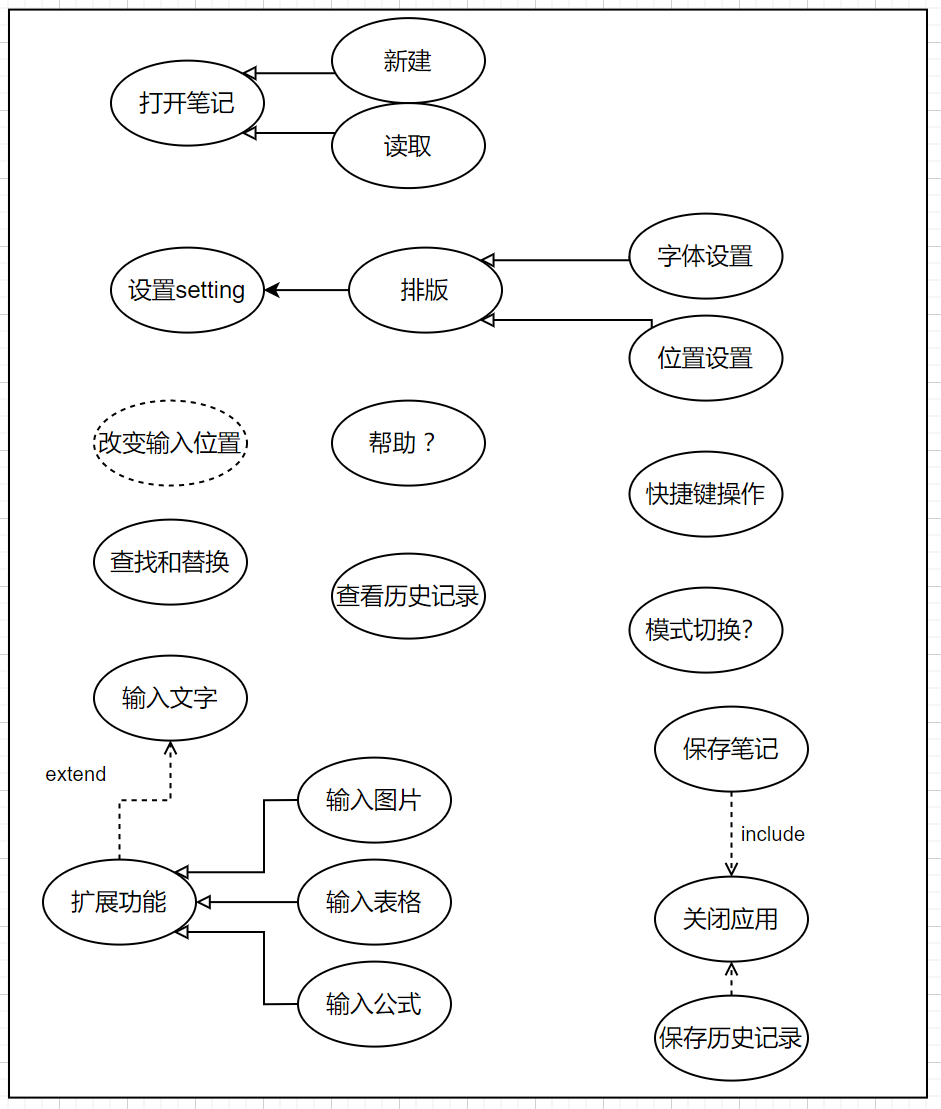 新建
打开笔记
读取
字体设置
设置setting
排版
位置设置
改变输入位置
帮助？
快捷键操作
查找和替换
查看历史记录
模式切换?
输入文字
保存笔记
extend
输入图片
include
扩展功能
输入表格
关闭应用
输入公式
保存历史记录